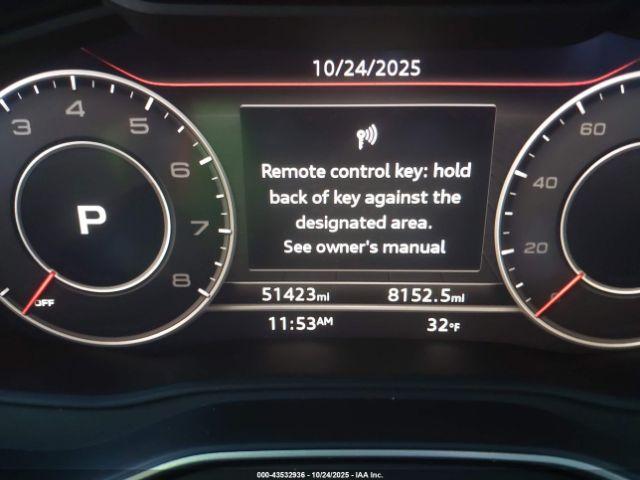 10/24/2025
3 4 5 6 7 8
OFF
P
Remote control key: hold
back of key against the
designated area.
See owner's manual
60
40
20
0
51423mi 8152.5mi
11:53AM 32°F
000-43532936 - 10/24/2025 - IAA Inc.